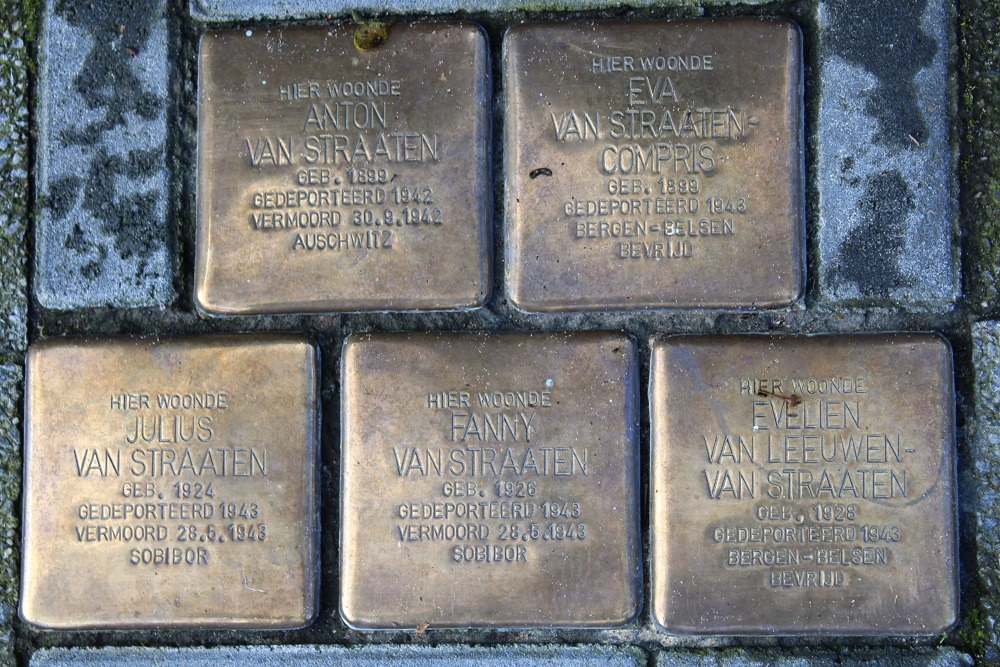 HIER WOONDE
ANTON
VAN STRAATEN
GEB. 1899
GEDEPORTEERD 1942
VERMOORD 30.9.1942
AUSCHWITZ
HIER WOONDE
EVA
VAN STRAATEN-
COMPRIS
GEB. 1899
GEDEPORTEERD 1943
BERGEN-BELSEN
BEVRIJD
HIER WOONDE
JULIUS
VAN STRAATEN
GEB. 1924
GEDEPORTEERD 1943
VERMOORD 28.5.1943
SOBIBOR
HIER WOONDE
FANNY
VAN STRAATEN
GEB. 1926
GEDEPORTEERD 1943
VERMOORD 28.5.1943
SOBIBOR
HIER WOONDE
EVELIEN
VAN LEEUWEN-
VAN STRAATEN
GEB. 1928
GEDEPORTEERD 1943
BERGEN-BELSEN
BEVRIJD